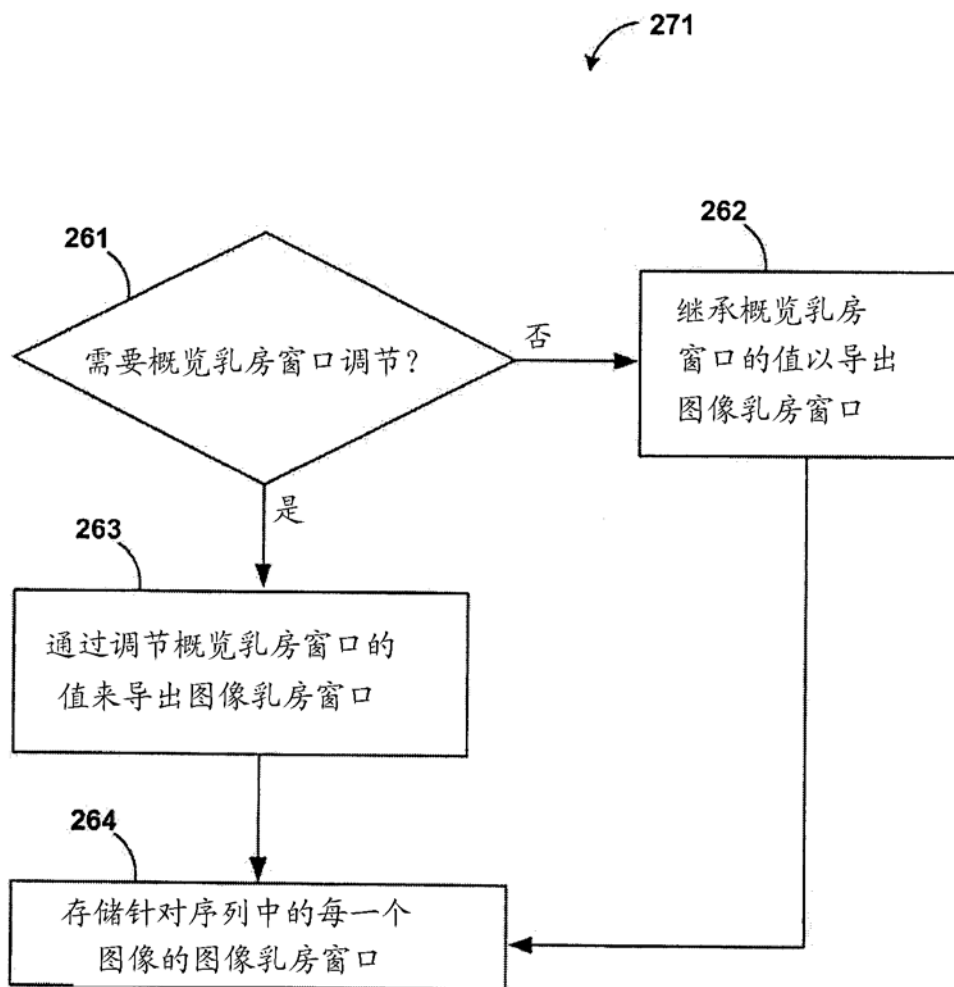 271
261
需要概览乳房窗口调节?
否
262
继承概览乳房
窗口的值以导出
图像乳房窗口
是
263
通过调节概览乳房窗口的
值来导出图像乳房窗口
264
存储针对序列中的每一个
图像的图像乳房窗口